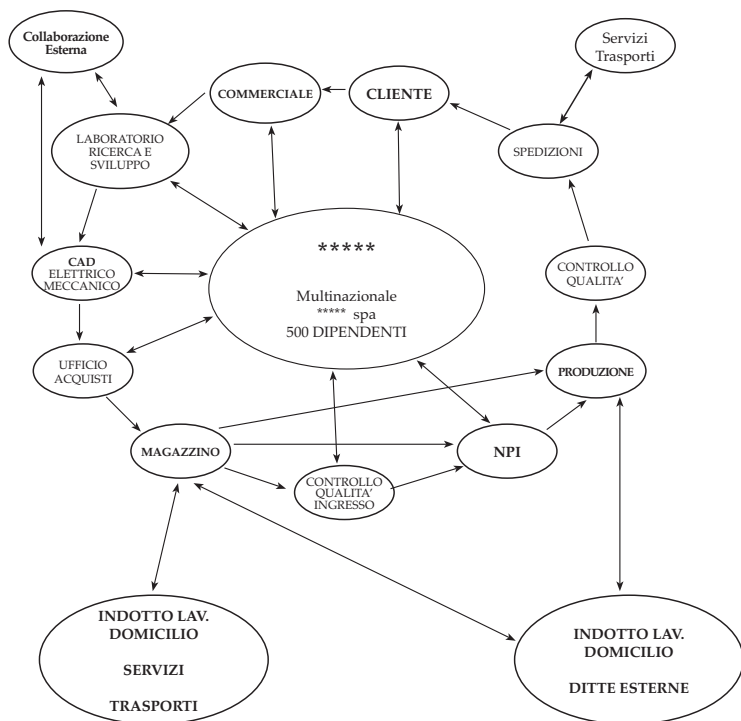 Collaborazione
Esterna
Servizi
Trasporti
COMMERCIALE
CLIENTE
LABORATORIO
RICERCA E
SVILUPPO
SPEDIZIONI
*****
Multinazionale
***** spa
500 DIPENDENTI
CAD
ELETTRICO
MECCANICO
CONTROLLO
QUALITA’
UFFICIO
ACQUISTI
PRODUZIONE
MAGAZZINO
NPI
CONTROLLO
QUALITA’
INGRESSO
INDOTTO LAV.
DOMICILIO
SERVIZI
TRASPORTI
INDOTTO LAV.
DOMICILIO
DITTE ESTERNE